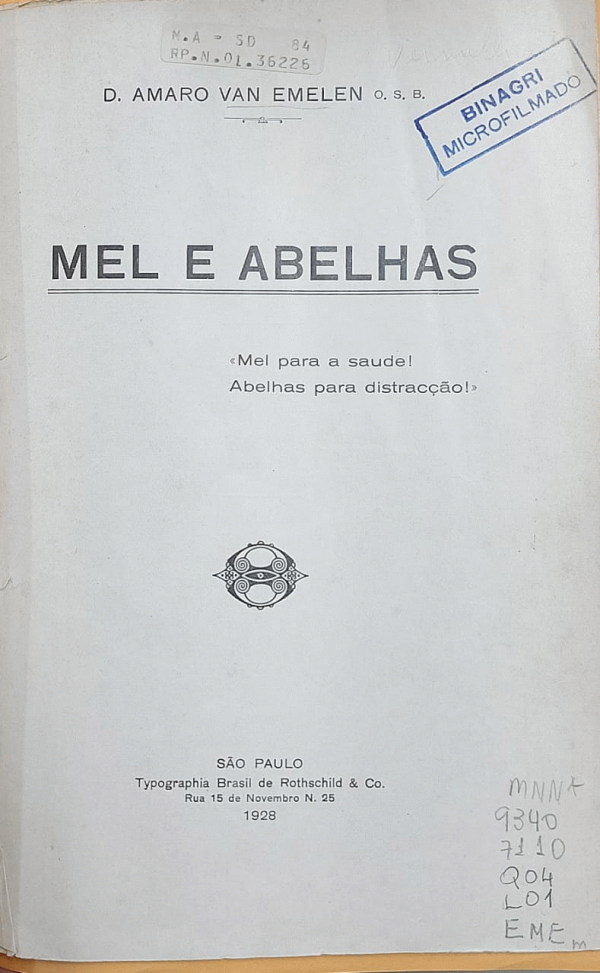 M.A - SD 84
RP.N.01.36226
D. AMARO VAN EMELEN O. S. B.
BINAGRI
MICROFILMADO
MEL E ABELHAS
«Mel para a saude!
Abelhas para distracção!»
SÃO PAULO
Typographia Brasil de Rothschild & Co.
Rua 15 de Novembro N. 25
1928
9340
7110
Q04
L01
EME m